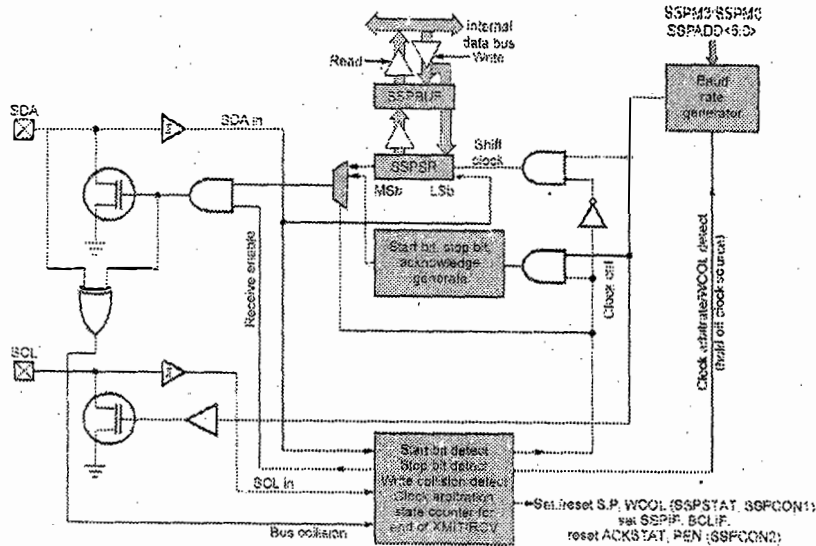 SSPM3:SSPM0
SSPADD<6:0>
Internal
data bus
Read
Write
SSPBUF
Baud
rate
generator
SDA
SDA in
Shift
clock
SSPSR
MSb
LSb
Start bit, stop bit,
acknowledge
generate
Receive enable
Clock cntl
Clock arbitrate/WCOL detect
(hold off clock source)
SCL
SCL in
Bus collision
Start bit detect
Stop bit detect
Write collision detect
Clock arbitration
state counter for
end of XMIT/RCV
Set/reset S,P, WCOL (SSPSTAT, SSPCON1)
set SSPIF, BCLIF,
reset ACKSTAT, PEN (SSPCON2)